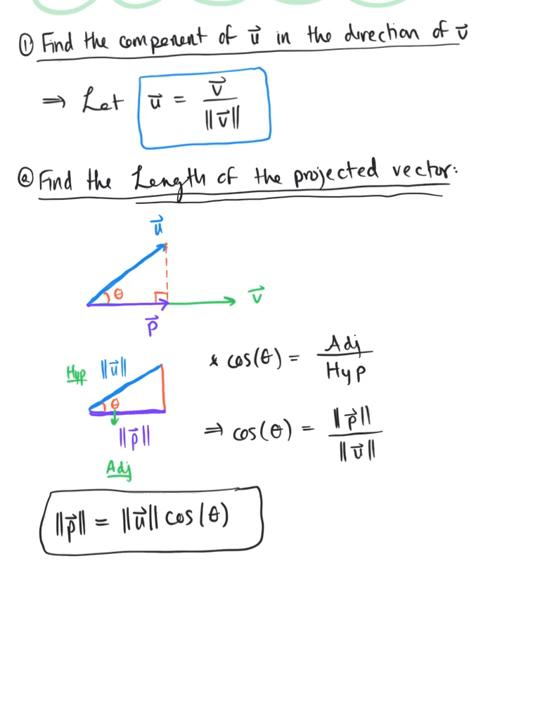 ① Find the component of u⃗ in the direction of v⃗
⇒ Let u⃗ = v⃗ / ||v⃗||
② Find the Length of the projected vector:
u⃗
θ
v⃗
p⃗
Hyp ||u⃗||
θ
||p⃗||
Adj
* cos(θ) = Adj / Hyp
⇒ cos(θ) = ||p⃗|| / ||u⃗||
||p⃗|| = ||u⃗|| cos(θ)